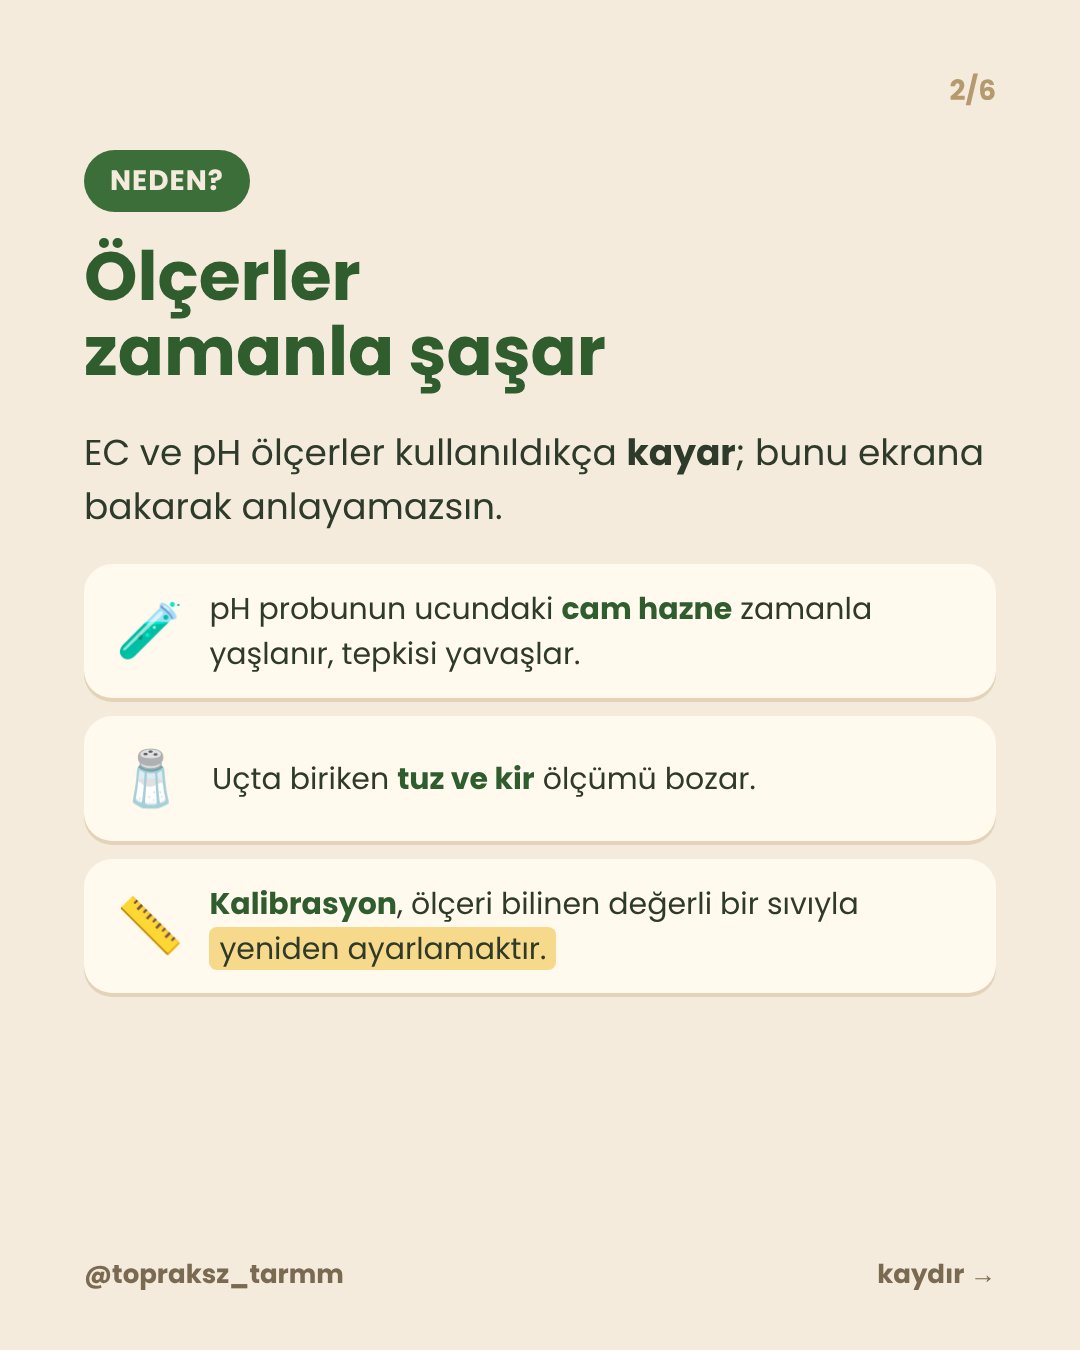 2/6
NEDEN?
Ölçerler
zamanla şaşar
EC ve pH ölçerler kullanıldıkça kayar; bunu ekrana
bakarak anlayamazsın.
pH probunun ucundaki cam hazne zamanla
yaşlanır, tepkisi yavaşlar.
Uçta biriken tuz ve kir ölçümü bozar.
Kalibrasyon, ölçeri bilinen değerli bir sıvıyla
yeniden ayarlamaktır.
@topraksz_tarmm
kaydır →